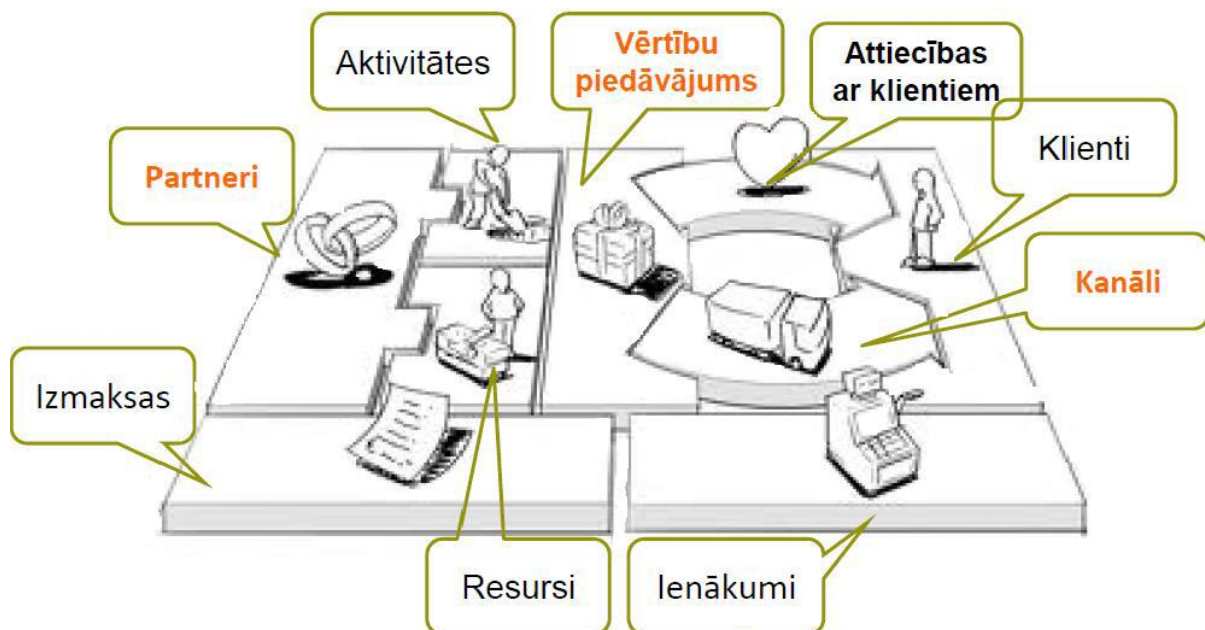 Aktivitātes
Vērtību
piedāvājums
Attiecības
ar klientiem
Klienti
Partneri
Kanāli
Izmaksas
Resursi
Ienākumi